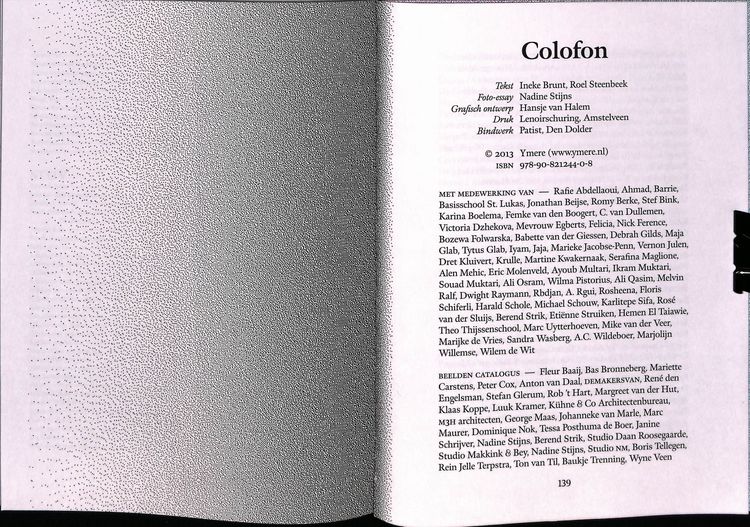 Colofon
Tekst Ineke Brunt, Roel Steenbeek
Foto-essay Nadine Stijns
Grafisch ontwerp Hansje van Halem
Druk Lenoirschuring, Amstelveen
Bindwerk Patist, Den Dolder
© 2013 Ymere (www.ymere.nl)
ISBN 978-90-821244-0-8
MET MEDEWERKING VAN — Rafie Abdellaoui, Ahmad, Barrie,
Basisschool St. Lukas, Jonathan Beijse, Romy Berke, Stef Bink,
Karina Boelema, Femke van den Boogert, C. van Dullemen,
Victoria Dzhekova, Mevrouw Egberts, Felicia, Nick Ference,
Bozewa Folwarska, Babette van der Giessen, Debrah Gilds, Maja
Glab, Tytus Glab, Iyam, Jaja, Marieke Jacobse-Penn, Vernon Julen,
Dret Kluivert, Krulle, Martine Kwakernaak, Serafina Maglione,
Alen Mehic, Eric Molenveld, Ayoub Multari, Ikram Muktari,
Souad Muktari, Ali Osram, Wilma Pistorius, Ali Qasim, Melvin
Ralf, Dwight Raymann, Rbdjan, A. Rgui, Rosheena, Floris
Schiferli, Harald Schole, Michael Schouw, Karlitepe Sifa, Rosé
van der Sluijs, Berend Strik, Etiënne Struiken, Hemen El Taiawie,
Theo Thijssenschool, Marc Uytterhoeven, Mike van der Veer,
Marijke de Vries, Sandra Wasberg, A.C. Wildeboer, Marjolijn
Willemse, Wilem de Wit
BEELDEN CATALOGUS — Fleur Baaij, Bas Bronneberg, Mariette
Carstens, Peter Cox, Anton van Daal, DEMAKERSVAN, René den
Engelsman, Stefan Glerum, Rob 't Hart, Margreet van der Hut,
Klaas Koppe, Luuk Kramer, Kühne & Co Architectenbureau,
M3H architecten, George Maas, Johanneke van Marle, Marc
Maurer, Dominique Nok, Tessa Posthuma de Boer, Janine
Schrijver, Nadine Stijns, Berend Strik, Studio Daan Roosegaarde,
Studio Makkink & Bey, Nadine Stijns, Studio NM, Boris Tellegen,
Rein Jelle Terpstra, Ton van Til, Baukje Trenning, Wyne Veen
139